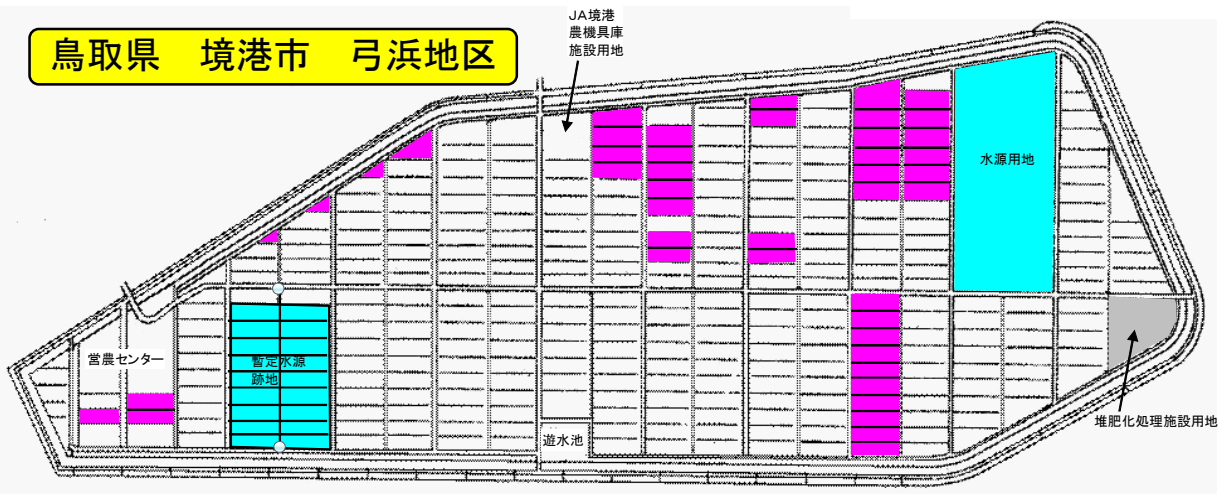 鳥取県　境港市　弓浜地区
JA境港
農機具庫
施設用地
水源用地
営農センター
暫定水源
跡地
遊水池
堆肥化処理施設用地